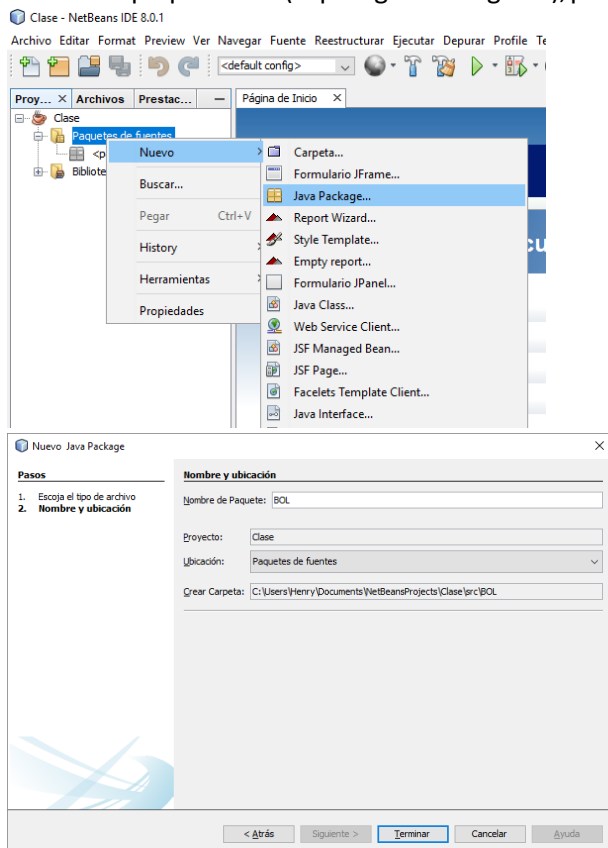 Clase - NetBeans IDE 8.0.1
Archivo Editar Format Preview Ver Navegar Fuente Reestructurar Ejecutar Depurar Profile
<default config>
Proy... Archivos Prestac... Página de Inicio
Clase
Paquetes de fuentes
<p
Bibliote
Nuevo
Buscar...
Pegar Ctrl+V
History
Herramientas
Propiedades
Carpeta...
Formulario JFrame...
Java Package...
Report Wizard...
Style Template...
Empty report...
Formulario JPanel...
Java Class...
Web Service Client...
JSF Managed Bean...
JSF Page...
Facelets Template Client...
Java Interface...
Nuevo Java Package
Pasos
1. Escoja el tipo de archivo
2. Nombre y ubicación
Nombre y ubicación
Nombre de Paquete: BOL
Proyecto: Clase
Ubicación: Paquetes de fuentes
Crear Carpeta: C:\Users\Henry\Documents\NetBeansProjects\Clase\src\BOL
< Atrás Siguiente > Terminar Cancelar Ayuda